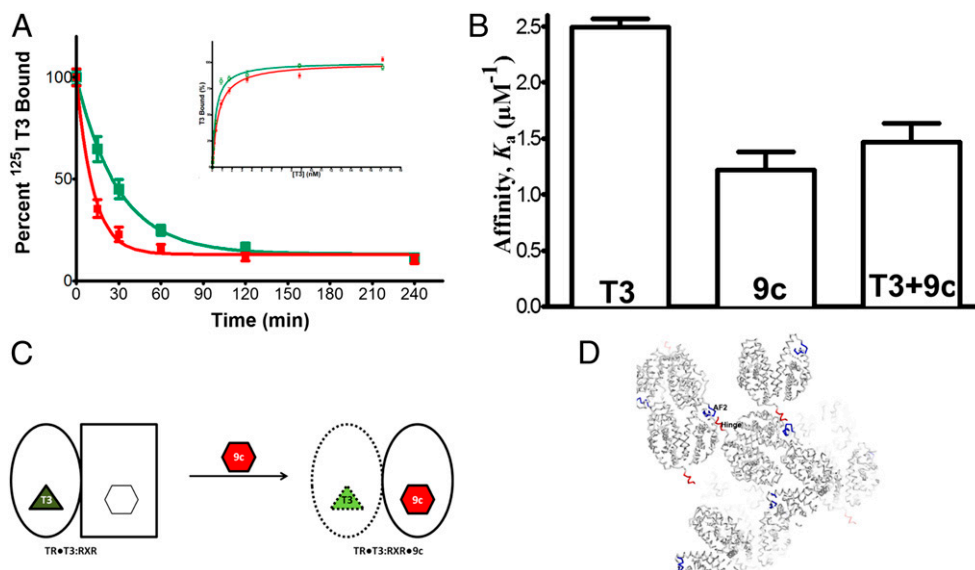 A
Percent 125I T3 Bound
100
50
0
0 30 60 90 120 150 180 210 240
Time (min)
T3 Bound (%)
[T3] (nM)
B
Affinity, Ka (µM-1)
2.5
2.0
1.5
1.0
0.5
0.0
T3 9c T3+9c
C
T3
TR●T3:RXR
9c
T3 9c
TR●T3:RXR●9c
D
AF2
Hinge